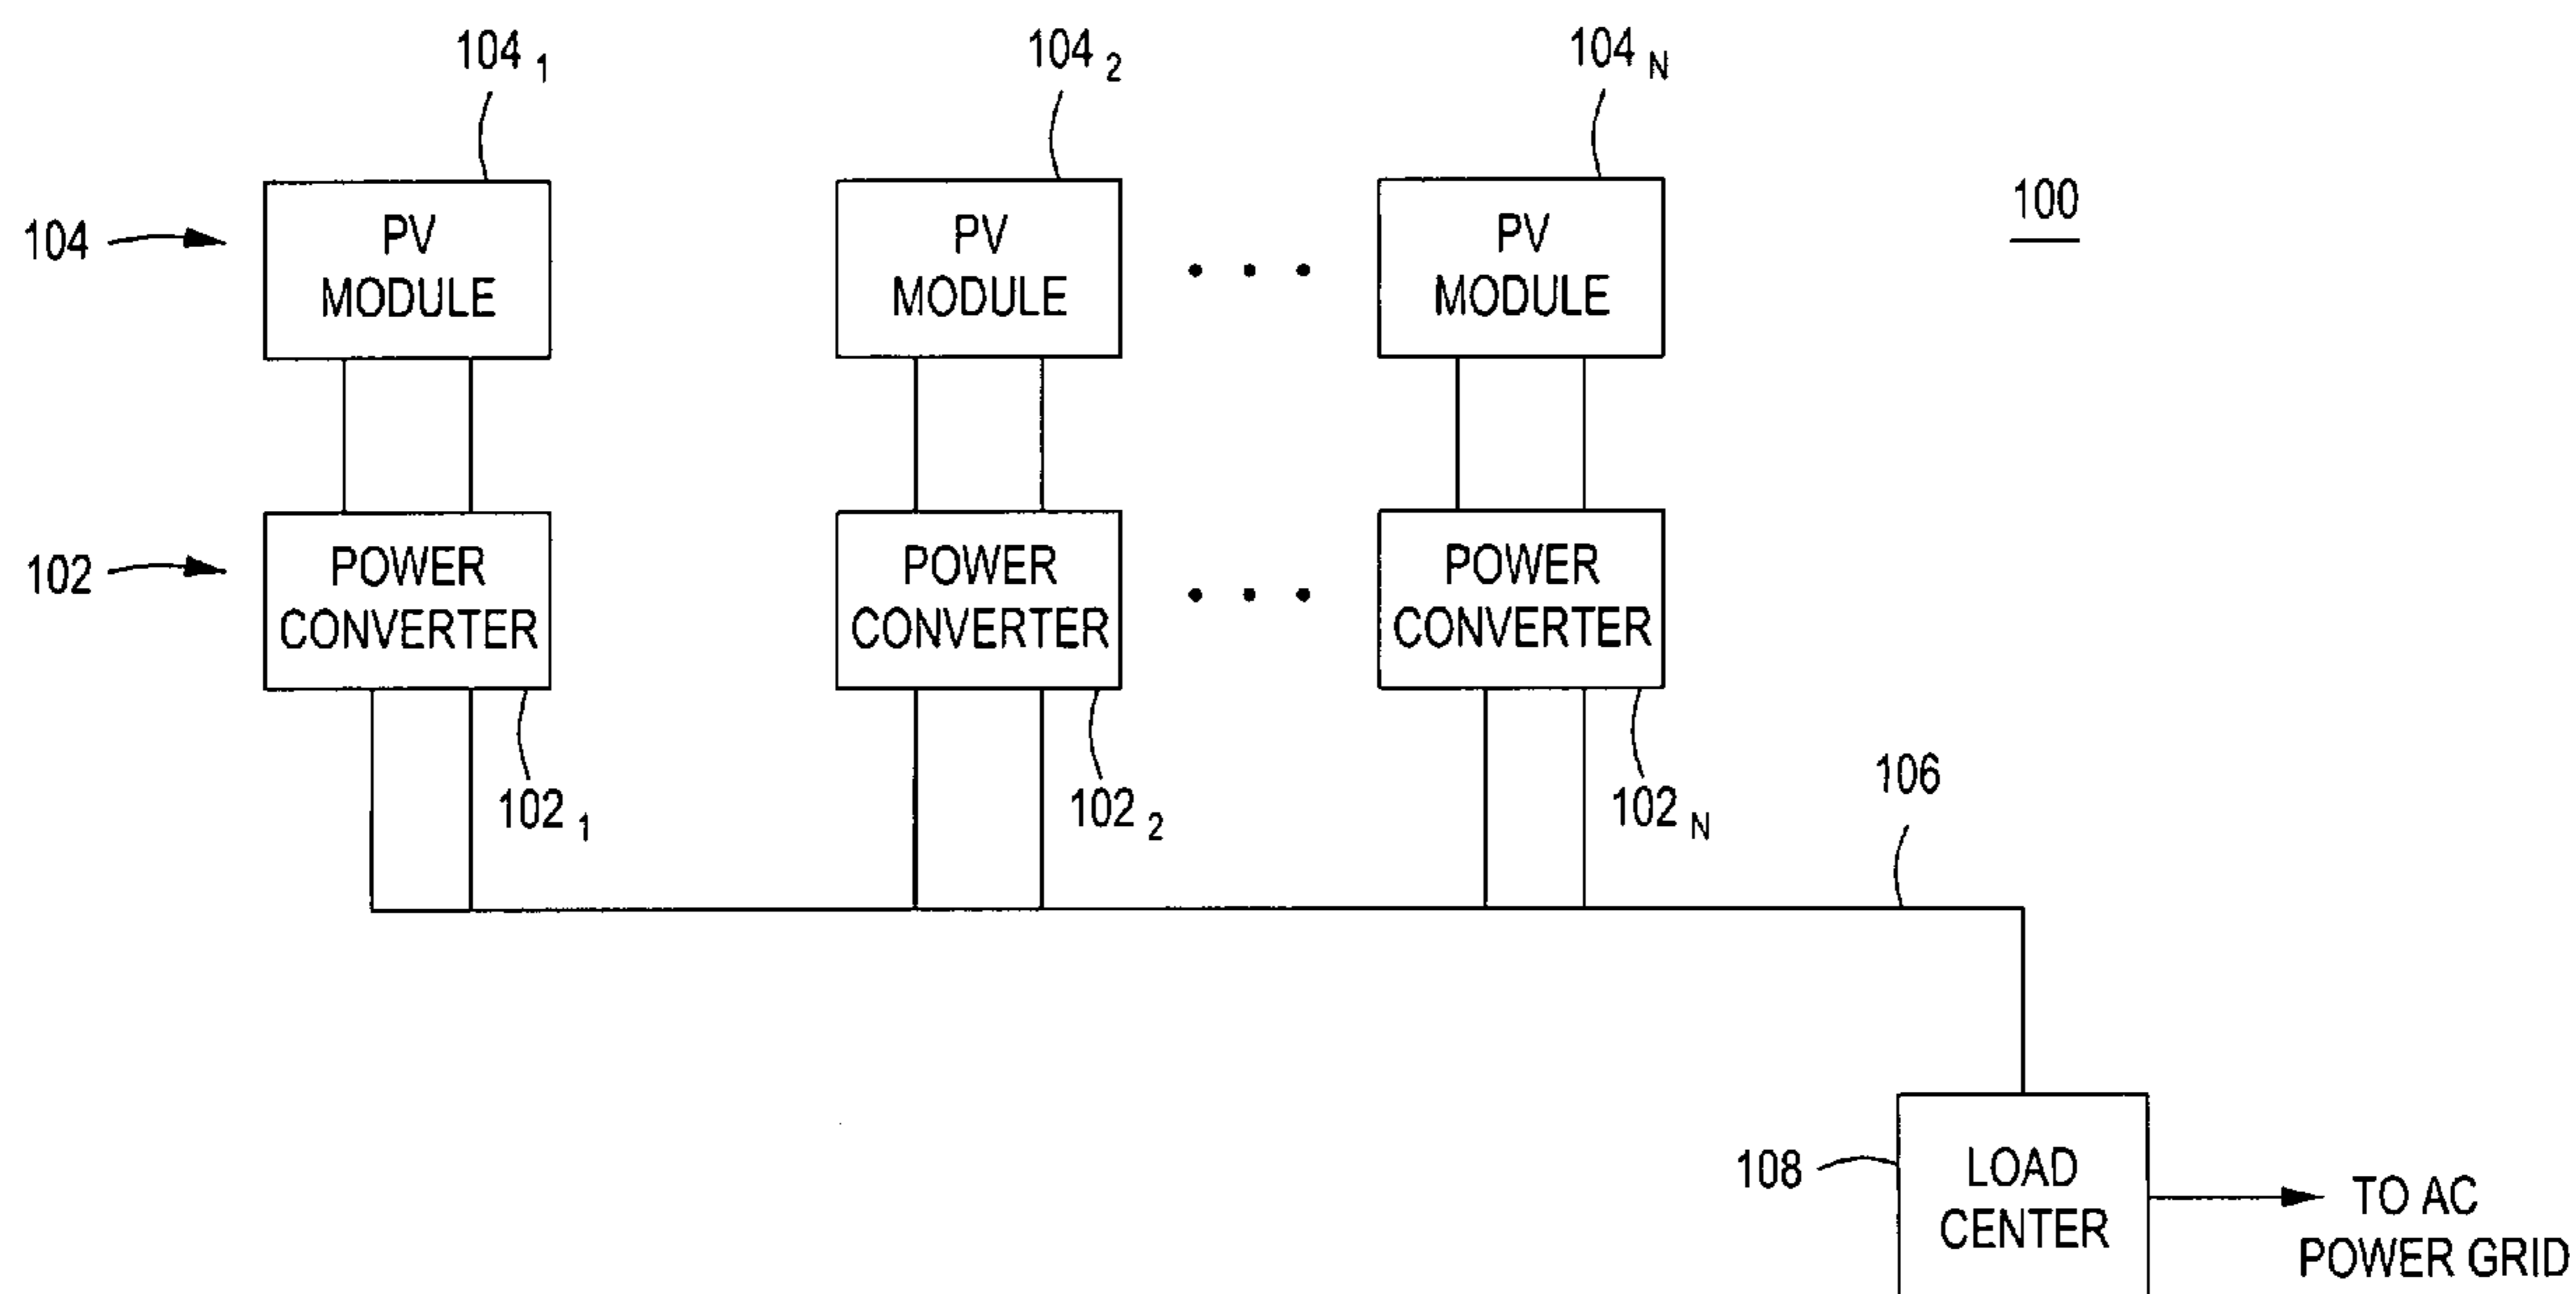 104 1
104 2
104 N
100
104
PV
MODULE
PV
MODULE
. . .
PV
MODULE
102
POWER
CONVERTER
POWER
CONVERTER
. . .
POWER
CONVERTER
102 1
102 2
102 N
106
108
LOAD
CENTER
TO AC
POWER GRID